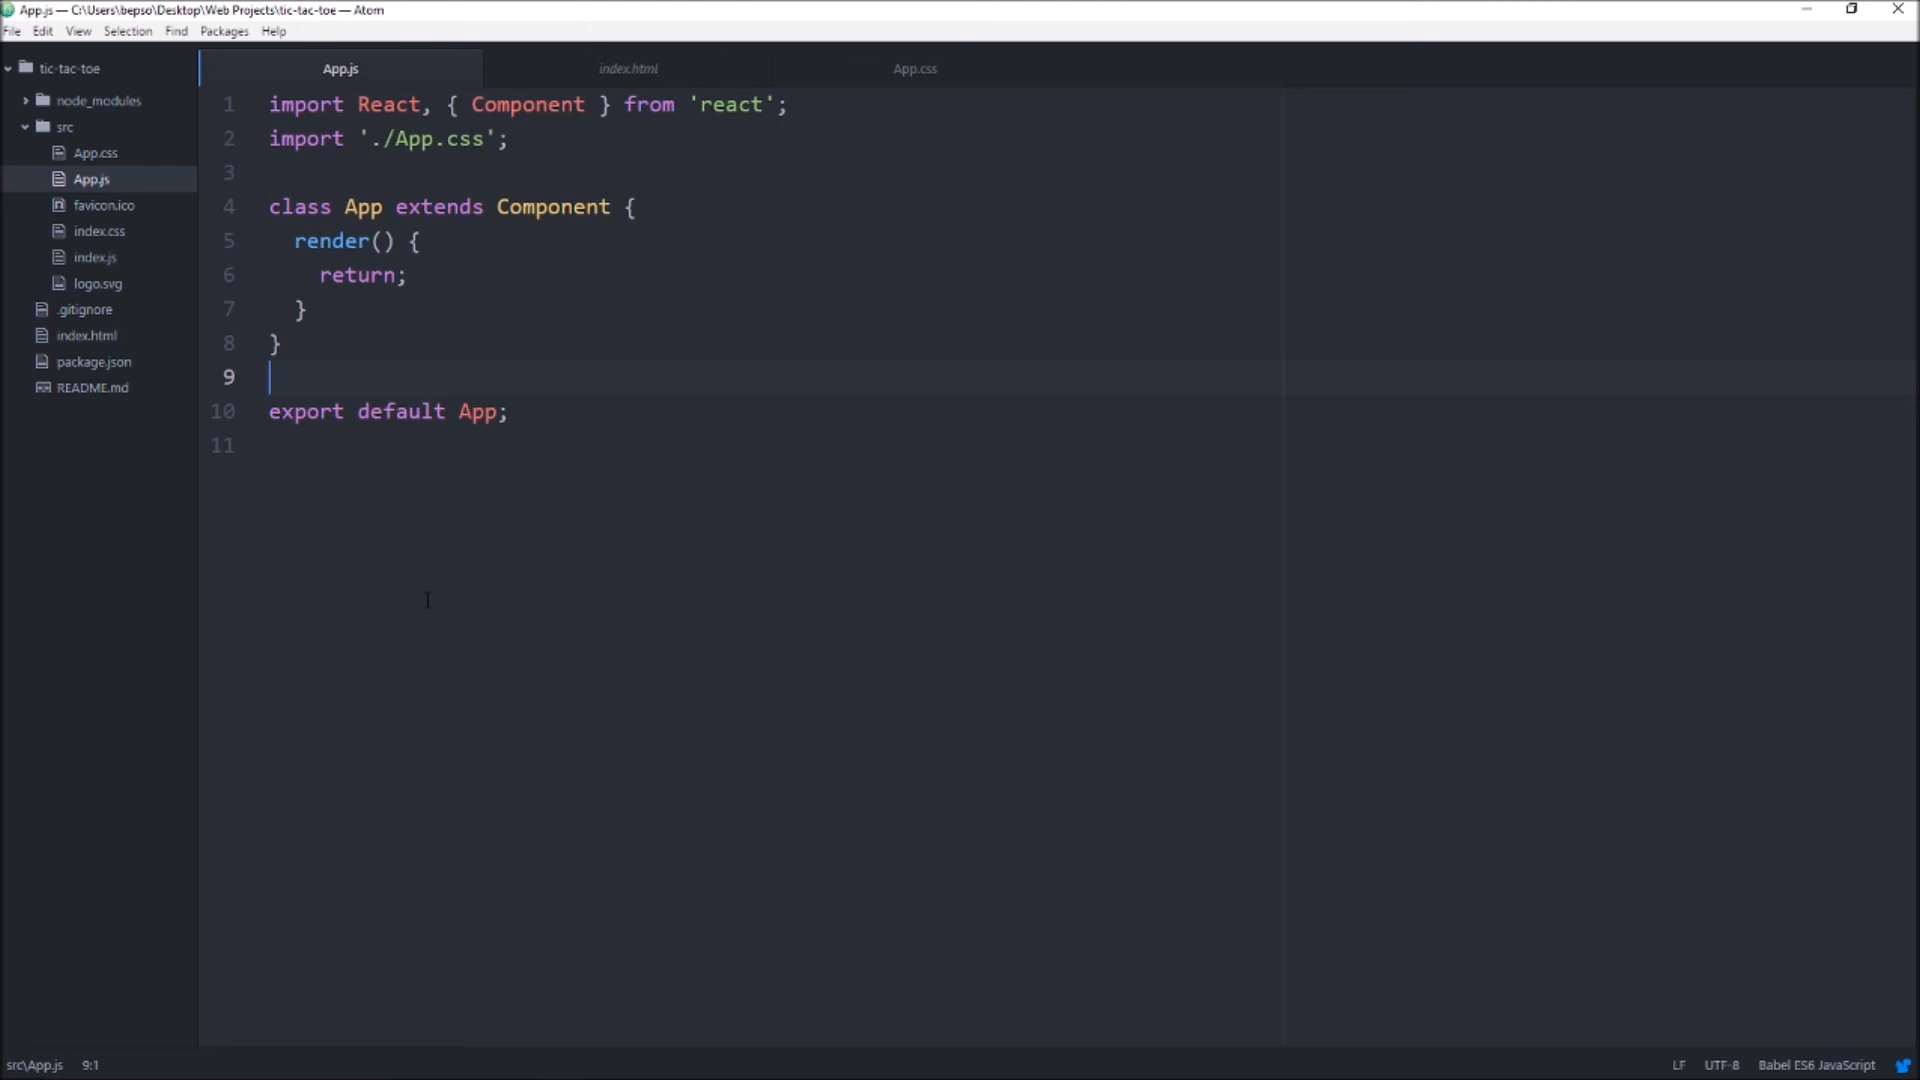 App.js — C:\Users\bepso\Desktop\Web Projects\tic-tac-toe — Atom
File Edit View Selection Find Packages Help
tic-tac-toe
node_modules
src
App.css
App.js
favicon.ico
index.css
index.js
logo.svg
.gitignore
index.html
package.json
README.md
App.js index.html App.css
1 import React, { Component } from 'react';
2 import './App.css';
3
4 class App extends Component {
5   render() {
6     return;
7   }
8 }
9
10 export default App;
11
src\App.js 9:1 LF UTF-8 Babel ES6 JavaScript